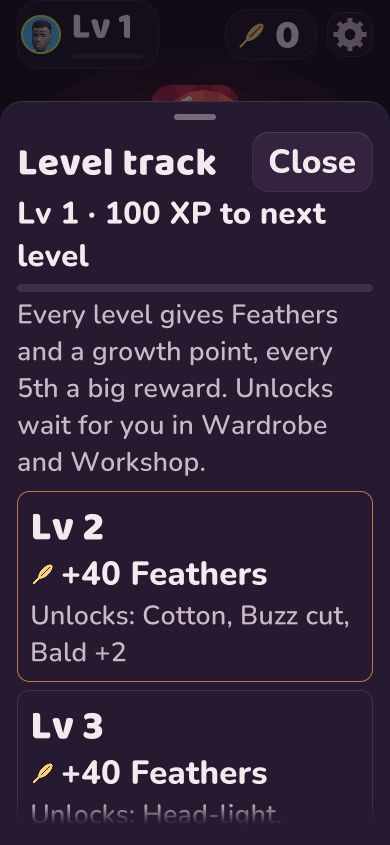 Lv 1
0
Level track
Close
Lv 1 · 100 XP to next
level
Every level gives Feathers
and a growth point, every
5th a big reward. Unlocks
wait for you in Wardrobe
and Workshop.
Lv 2
+40 Feathers
Unlocks: Cotton, Buzz cut,
Bald +2
Lv 3
+40 Feathers
Unlocks: Head-light,